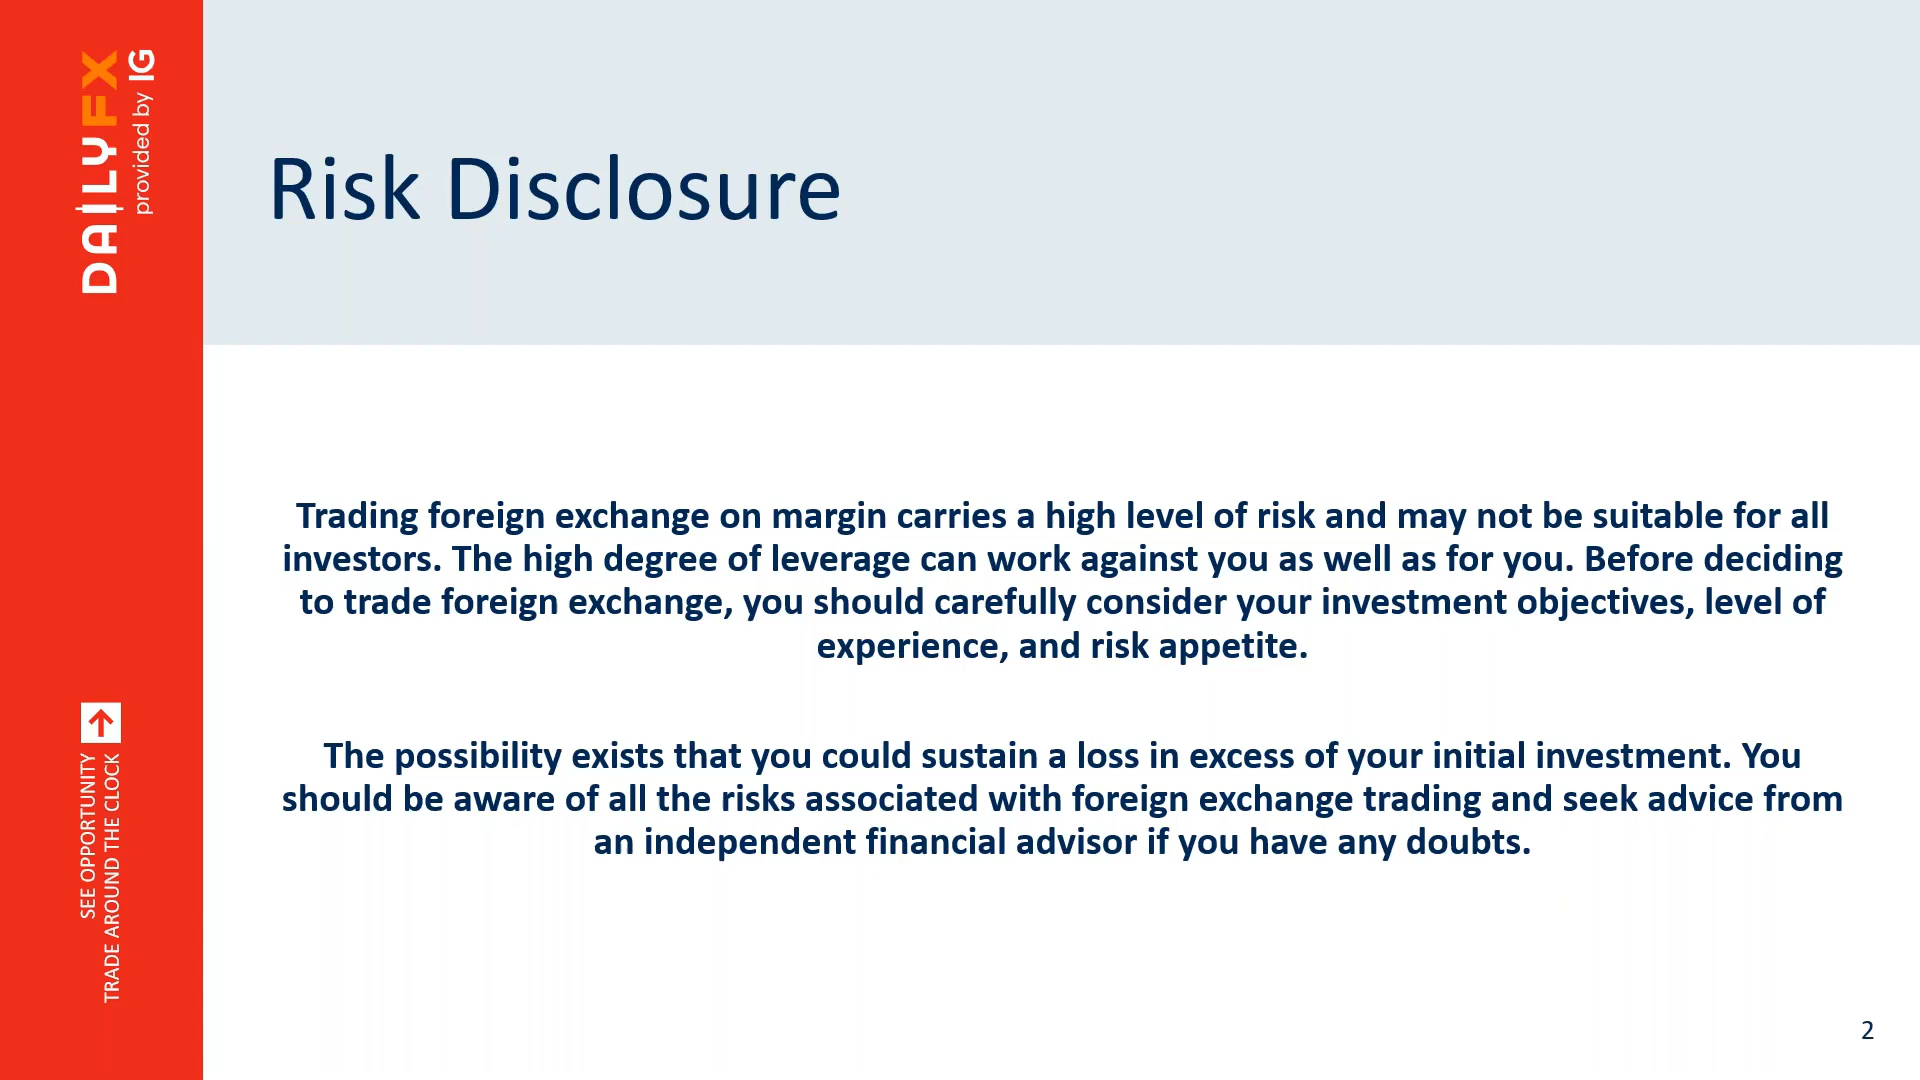 DAILYFX
provided by IG
Risk Disclosure
Trading foreign exchange on margin carries a high level of risk and may not be suitable for all
investors. The high degree of leverage can work against you as well as for you. Before deciding
to trade foreign exchange, you should carefully consider your investment objectives, level of
experience, and risk appetite.
The possibility exists that you could sustain a loss in excess of your initial investment. You
should be aware of all the risks associated with foreign exchange trading and seek advice from
an independent financial advisor if you have any doubts.
SEE OPPORTUNITY
TRADE AROUND THE CLOCK
2